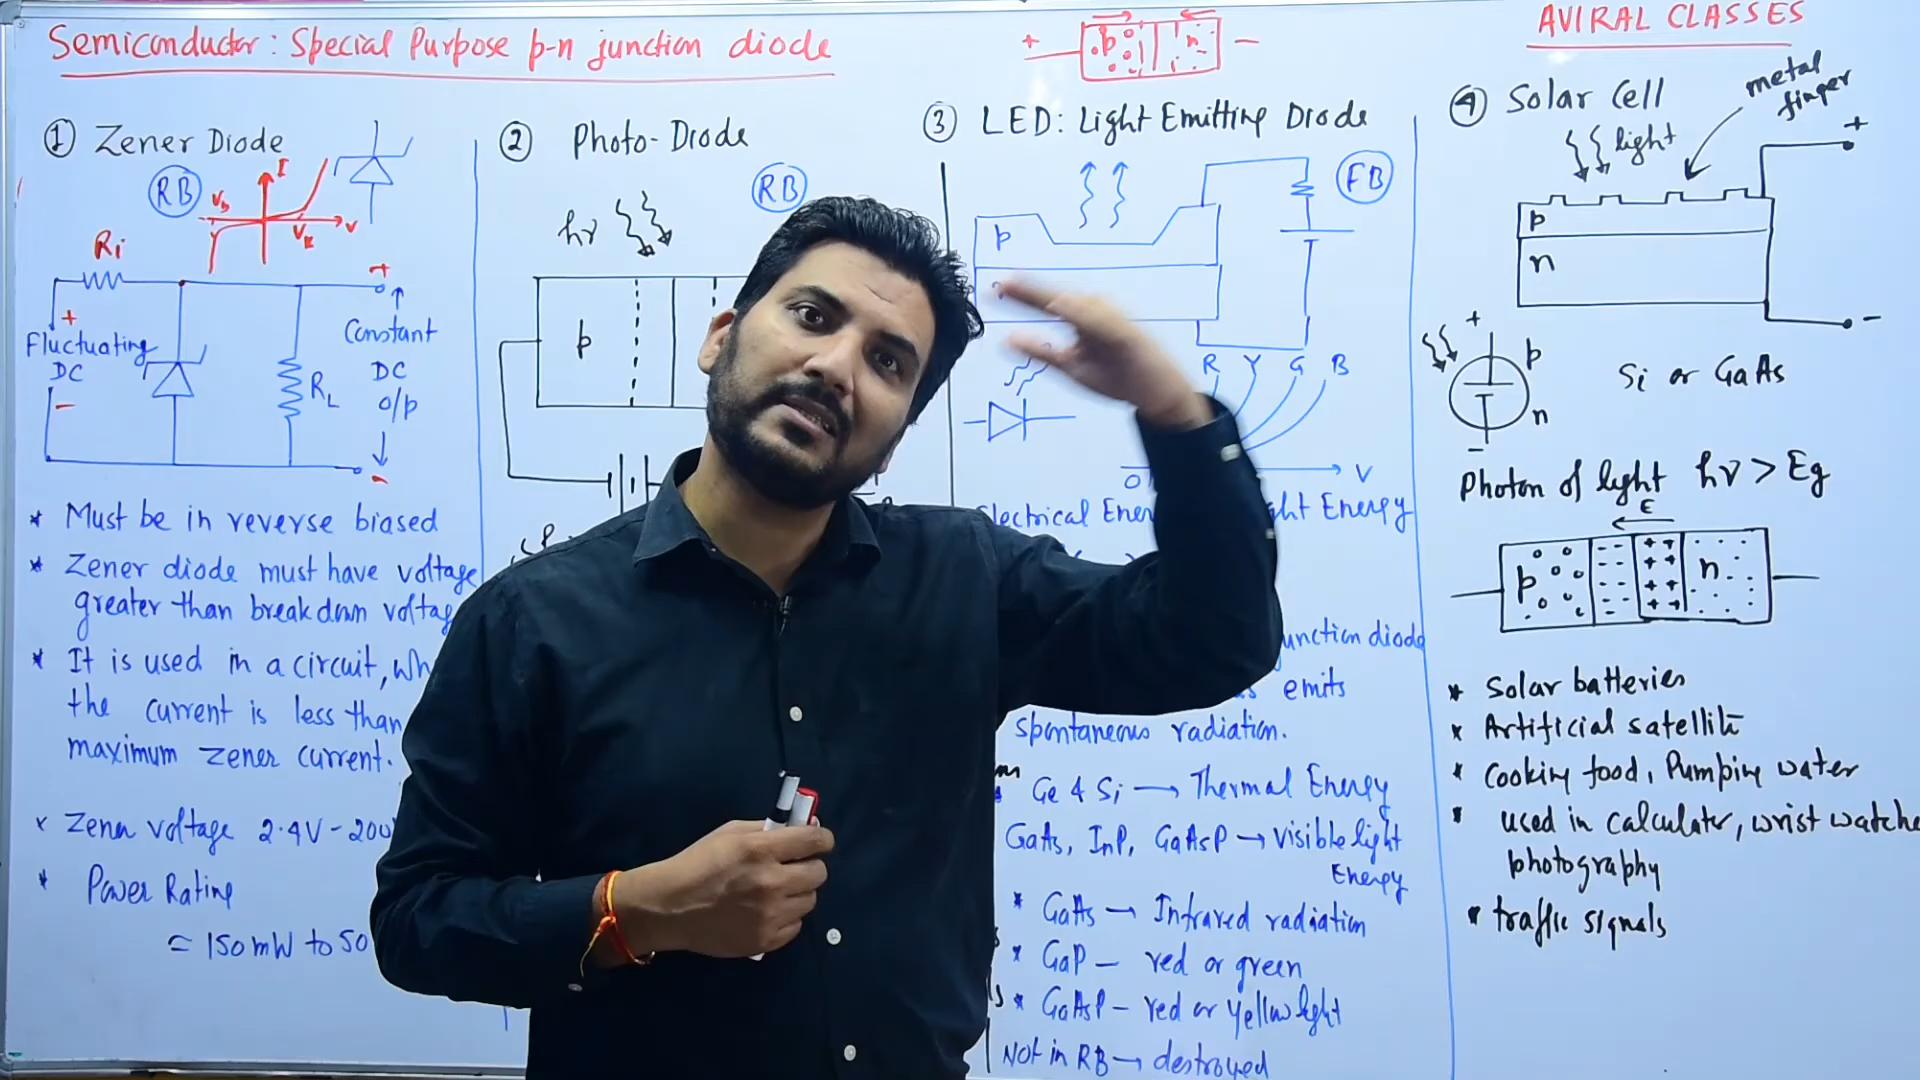 Semiconductor: Special Purpose p-n junction diode
+ p n −
AVIRAL CLASSES
① Zener Diode
RB
I
Vb
VK
V
Ri
+
Fluctuating
DC
−
RL
+
Constant
DC
o/p
−
* Must be in reverse biased
* Zener diode must have voltage
greater than breakdown voltag
* It is used in a circuit, wh
the current is less than
maximum zener current.
* Zener voltage 2.4V - 200
* Power Rating
= 150mW to 50
② Photo-Diode
RB
hν
p
③ LED: Light Emitting Diode
FB
p
R Y G B
O V
Electrical Ener ght Energy
unction diode
emits
spontaneous radiation.
Ge & Si → Thermal Energy
GaAs, InP, GaAsP → visible light
Energy
* GaAs → Infrared radiation
* GaP — red or green
* GaAsP — red or yellow light
Not in RB → destroyed
④ Solar Cell
metal
finger
light
+
p
n
−
+
p
n
−
Si or GaAs
Photon of light hν > Eg
E
p n
* Solar batteries
* Artificial satellite
* Cooking food, Pumping water
* used in calculator, wrist watche
photography
* traffic signals